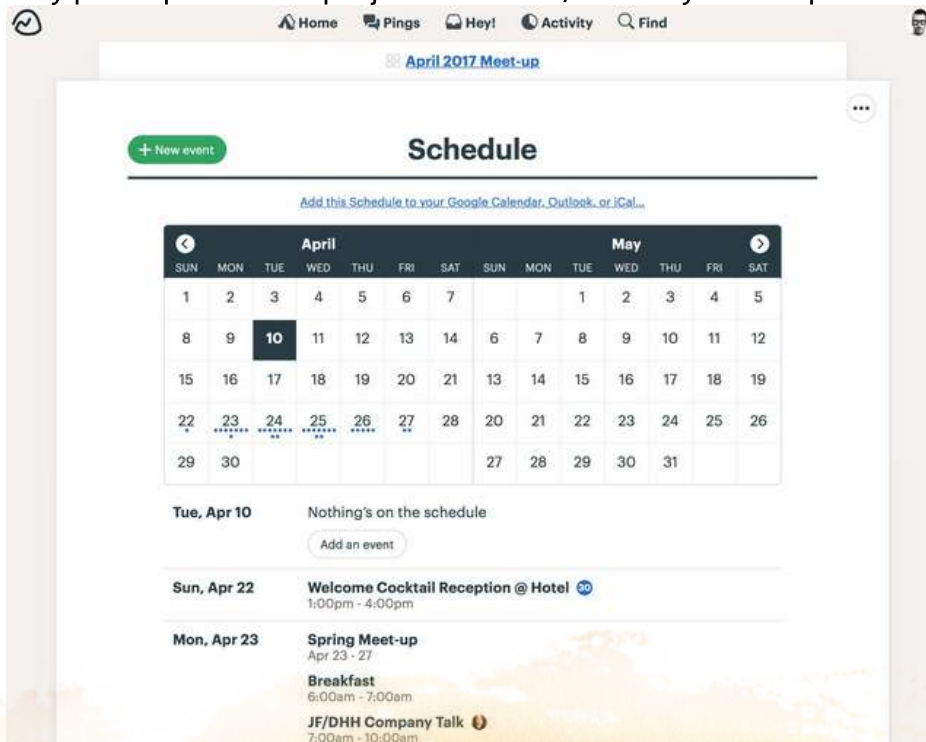 Home Pings Hey! Activity Find
April 2017 Meet-up
+ New event
Schedule
Add this Schedule to your Google Calendar, Outlook, or iCal...
April May
SUN MON TUE WED THU FRI SAT SUN MON TUE WED THU FRI SAT
1 2 3 4 5 6 7 1 2 3 4 5
8 9 10 11 12 13 14 6 7 8 9 10 11 12
15 16 17 18 19 20 21 13 14 15 16 17 18 19
22 23 24 25 26 27 28 20 21 22 23 24 25 26
29 30 27 28 29 30 31
Tue, Apr 10 Nothing's on the schedule
Add an event
Sun, Apr 22 Welcome Cocktail Reception @ Hotel 30
1:00pm - 4:00pm
Mon, Apr 23 Spring Meet-up
Apr 23 - 27
Breakfast
6:00am - 7:00am
JF/DHH Company Talk
7:00am - 10:00am